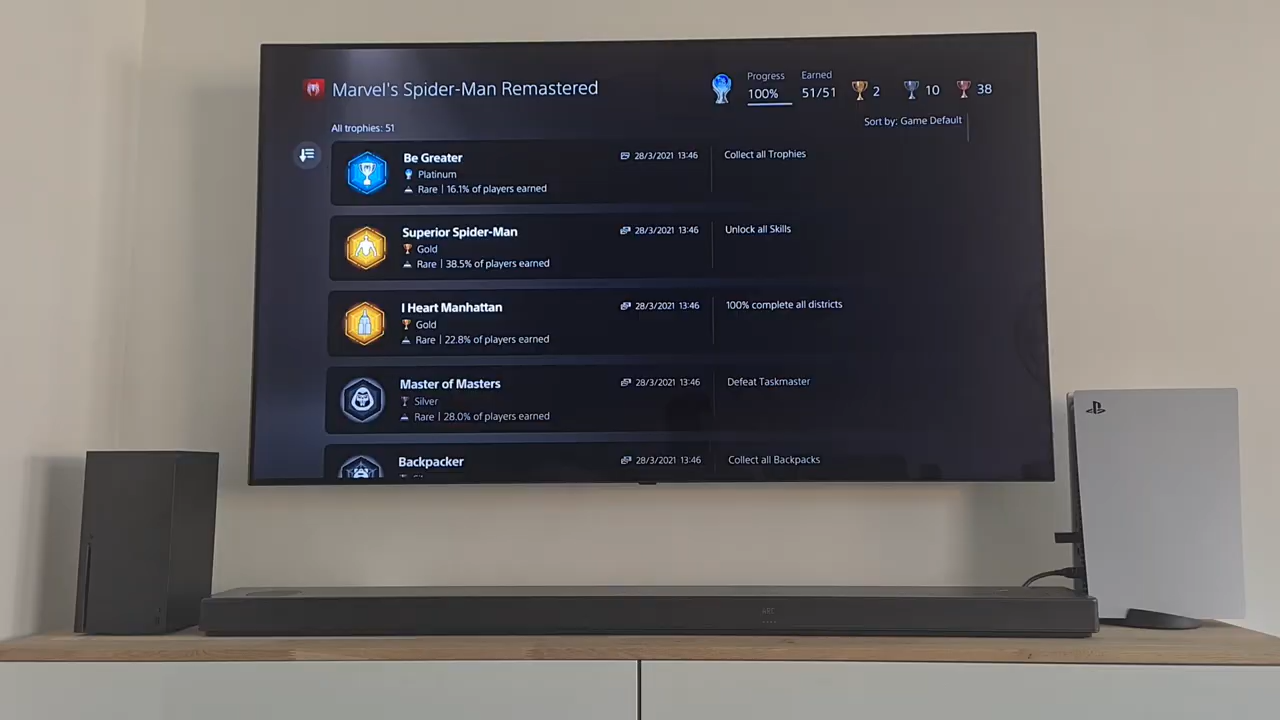 Marvel's Spider-Man Remastered
Progress
100%
Earned
51/51
2
10
38
All trophies: 51
Sort by: Game Default
Be Greater
28/3/2021 13:46
Collect all Trophies
Platinum
Rare | 16.1% of players earned
Superior Spider-Man
28/3/2021 13:46
Unlock all Skills
Gold
Rare | 38.5% of players earned
I Heart Manhattan
28/3/2021 13:46
100% complete all districts
Gold
Rare | 22.8% of players earned
Master of Masters
28/3/2021 13:46
Defeat Taskmaster
Silver
Rare | 28.0% of players earned
Backpacker
28/3/2021 13:46
Collect all Backpacks
ARC